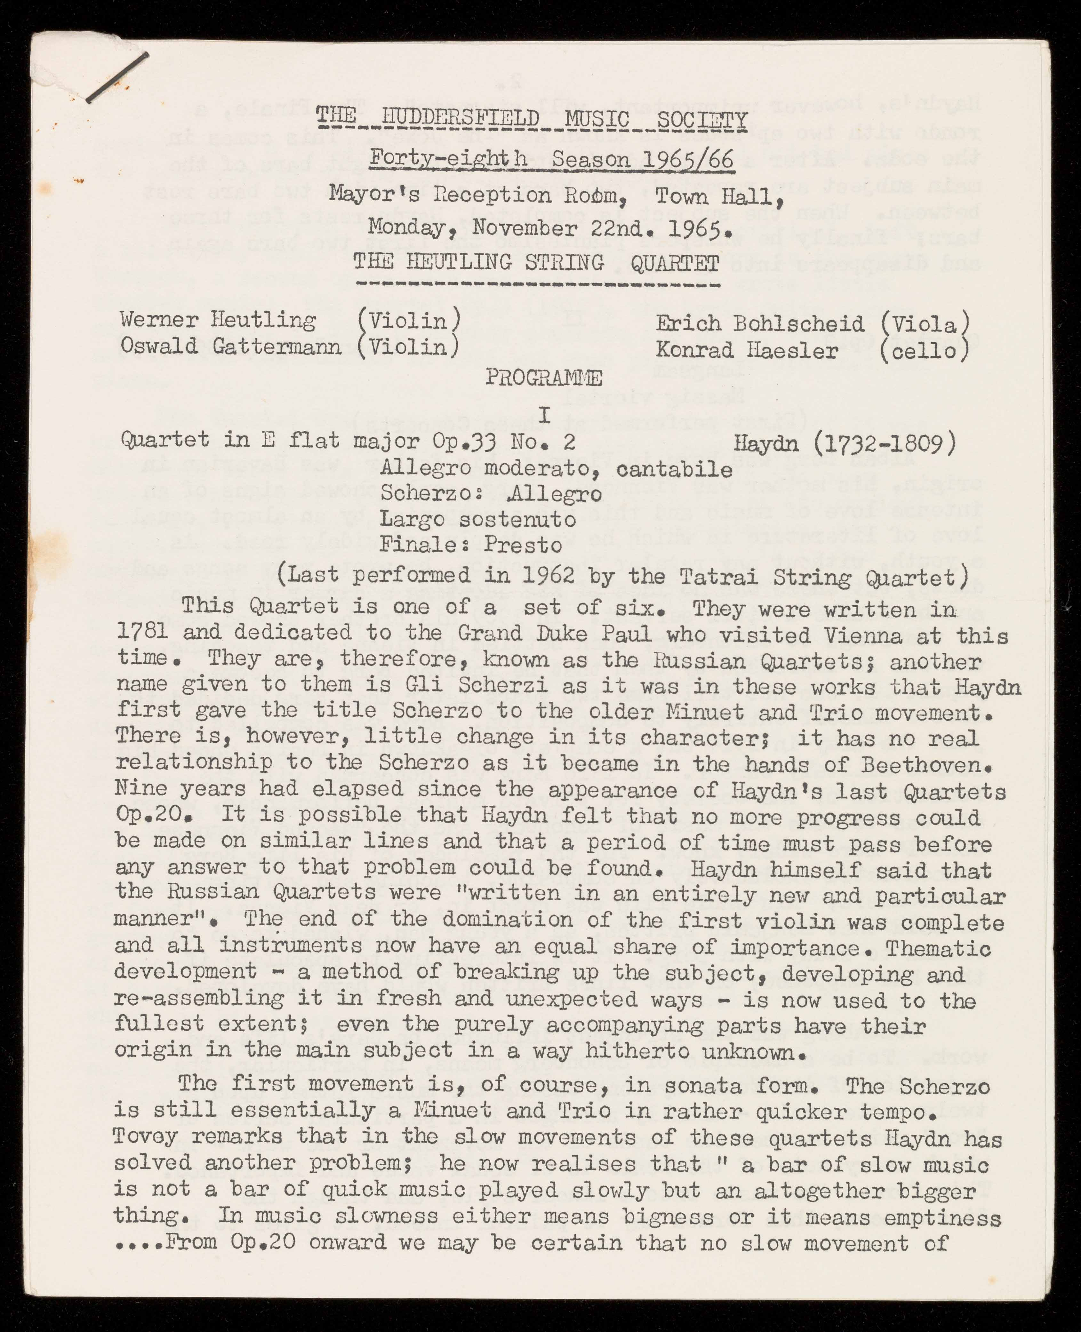 THE HUDDERSFIELD MUSIC SOCIETY
Forty-eighth Season 1965/66
Mayor's Reception Room, Town Hall,
Monday, November 22nd. 1965.
THE HEUTLING STRING QUARTET
Werner Heutling (Violin) Erich Bohlscheid (Viola)
Oswald Gattermann (Violin) Konrad Haesler (cello)
PROGRAMME
I
Quartet in E flat major Op.33 No. 2 Haydn (1732-1809)
Allegro moderato, cantabile
Scherzo: Allegro
Largo sostenuto
Finale: Presto
(Last performed in 1962 by the Tatrai String Quartet)
This Quartet is one of a set of six. They were written in
1781 and dedicated to the Grand Duke Paul who visited Vienna at this
time. They are, therefore, known as the Russian Quartets; another
name given to them is Gli Scherzi as it was in these works that Haydn
first gave the title Scherzo to the older Minuet and Trio movement.
There is, however, little change in its character; it has no real
relationship to the Scherzo as it became in the hands of Beethoven.
Nine years had elapsed since the appearance of Haydn's last Quartets
Op.20. It is possible that Haydn felt that no more progress could
be made on similar lines and that a period of time must pass before
any answer to that problem could be found. Haydn himself said that
the Russian Quartets were "written in an entirely new and particular
manner". The end of the domination of the first violin was complete
and all instruments now have an equal share of importance. Thematic
development - a method of breaking up the subject, developing and
re-assembling it in fresh and unexpected ways - is now used to the
fullest extent; even the purely accompanying parts have their
origin in the main subject in a way hitherto unknown.
The first movement is, of course, in sonata form. The Scherzo
is still essentially a Minuet and Trio in rather quicker tempo.
Tovey remarks that in the slow movements of these quartets Haydn has
solved another problem; he now realises that " a bar of slow music
is not a bar of quick music played slowly but an altogether bigger
thing. In music slowness either means bigness or it means emptiness
....From Op.20 onward we may be certain that no slow movement of